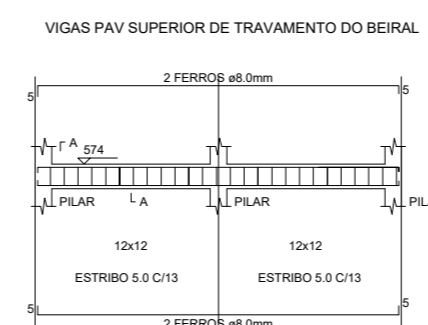 VIGAS PAV SUPERIOR DE TRAVAMENTO DO BEIRAL
2 FERROS ø8.0mm
5 5
A
574
PILAR A PILAR
12x12 12x12
ESTRIBO 5.0 C/13 ESTRIBO 5.0 C/13
5 5
2 FERROS ø8.0mm